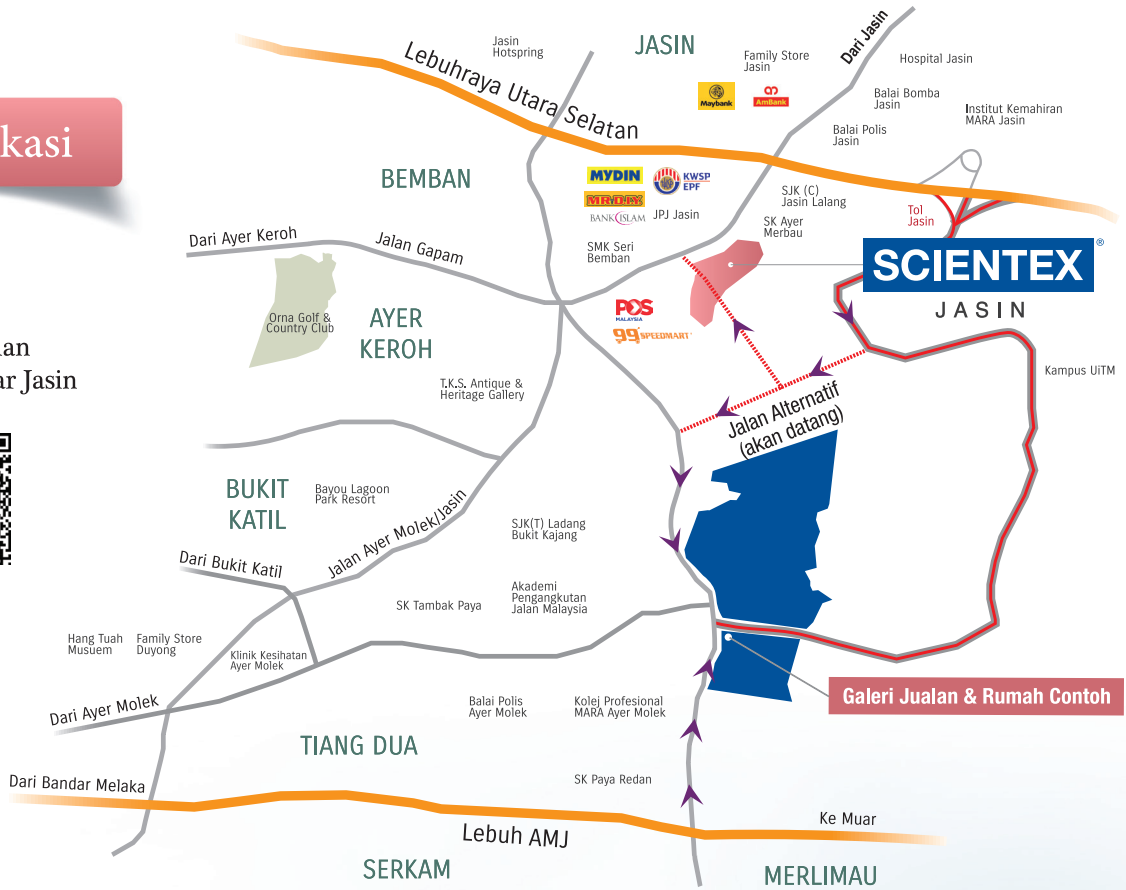 JASIN
Jasin
Hotspring
Lebuhraya Utara Selatan
Family Store
Jasin
Maybank
AmBank
Dari Jasin
Hospital Jasin
Balai Bomba
Jasin
Institut Kemahiran
MARA Jasin
Balai Polis
Jasin
kasi
BEMBAN
MYDIN
KWSP
EPF
MR.D.I.Y.
BANK ISLAM
JPJ Jasin
SMK Seri
Bemban
SJK (C)
Jasin Lalang
SK Ayer
Merbau
Tol
Jasin
SCIENTEX®
JASIN
Dari Ayer Keroh
Jalan Gapam
Orna Golf &
Country Club
AYER
KEROH
POS
MALAYSIA
99 SPEEDMART
an
ar Jasin
T.K.S. Antique &
Heritage Gallery
Kampus UiTM
Jalan Alternatif
(akan datang)
BUKIT
KATIL
Bayou Lagoon
Park Resort
Jalan Ayer Molek/Jasin
SJK(T) Ladang
Bukit Kajang
Dari Bukit Katil
SK Tambak Paya
Akademi
Pengangkutan
Jalan Malaysia
Hang Tuah
Musuem
Family Store
Duyong
Klinik Kesihatan
Ayer Molek
Dari Ayer Molek
Balai Polis
Ayer Molek
Kolej Profesional
MARA Ayer Molek
Galeri Jualan & Rumah Contoh
TIANG DUA
SK Paya Redan
Dari Bandar Melaka
Lebuh AMJ
Ke Muar
SERKAM
MERLIMAU